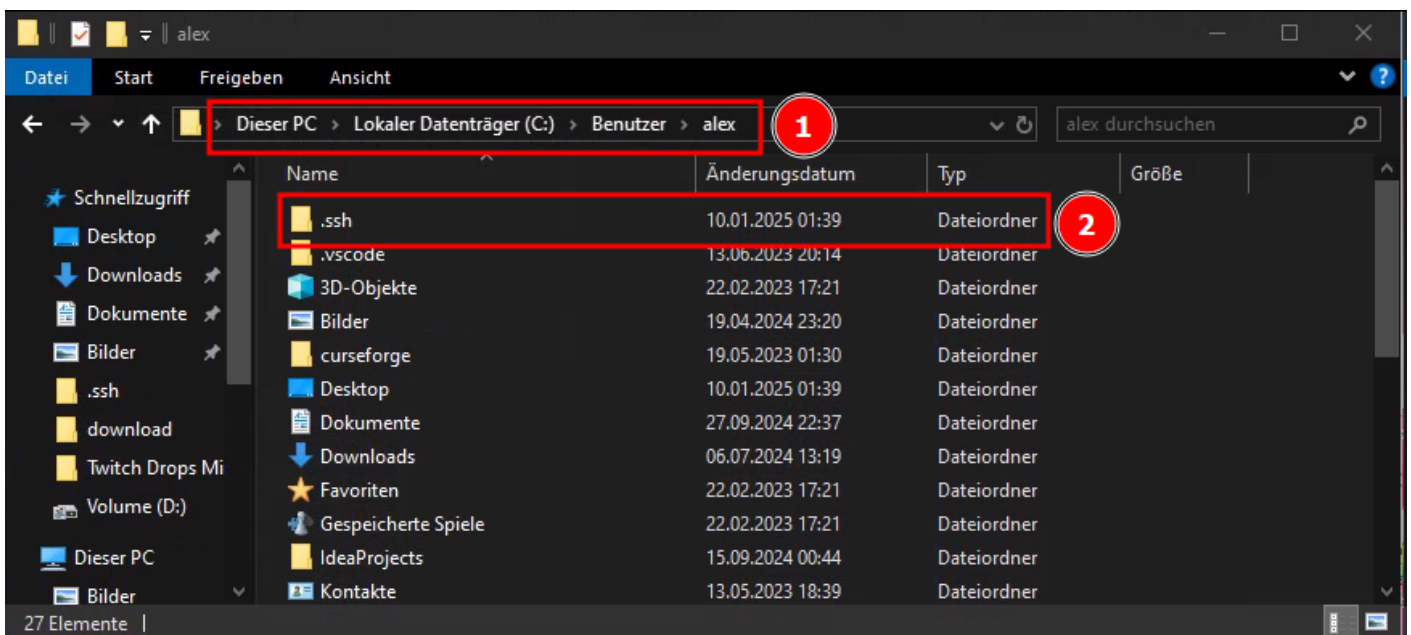 alex
Datei Start Freigeben Ansicht ?
Dieser PC › Lokaler Datenträger (C:) › Benutzer › alex 1 alex durchsuchen
Name Änderungsdatum Typ Größe
Schnellzugriff
Desktop
Downloads
Dokumente
Bilder
.ssh
download
Twitch Drops Mi
Volume (D:)
Dieser PC
Bilder
.ssh 10.01.2025 01:39 Dateiordner 2
.vscode 13.06.2023 20:14 Dateiordner
3D-Objekte 22.02.2023 17:21 Dateiordner
Bilder 19.04.2024 23:20 Dateiordner
curseforge 19.05.2023 01:30 Dateiordner
Desktop 10.01.2025 01:39 Dateiordner
Dokumente 27.09.2024 22:37 Dateiordner
Downloads 06.07.2024 13:19 Dateiordner
Favoriten 22.02.2023 17:21 Dateiordner
Gespeicherte Spiele 22.02.2023 17:21 Dateiordner
IdeaProjects 15.09.2024 00:44 Dateiordner
Kontakte 13.05.2023 18:39 Dateiordner
27 Elemente